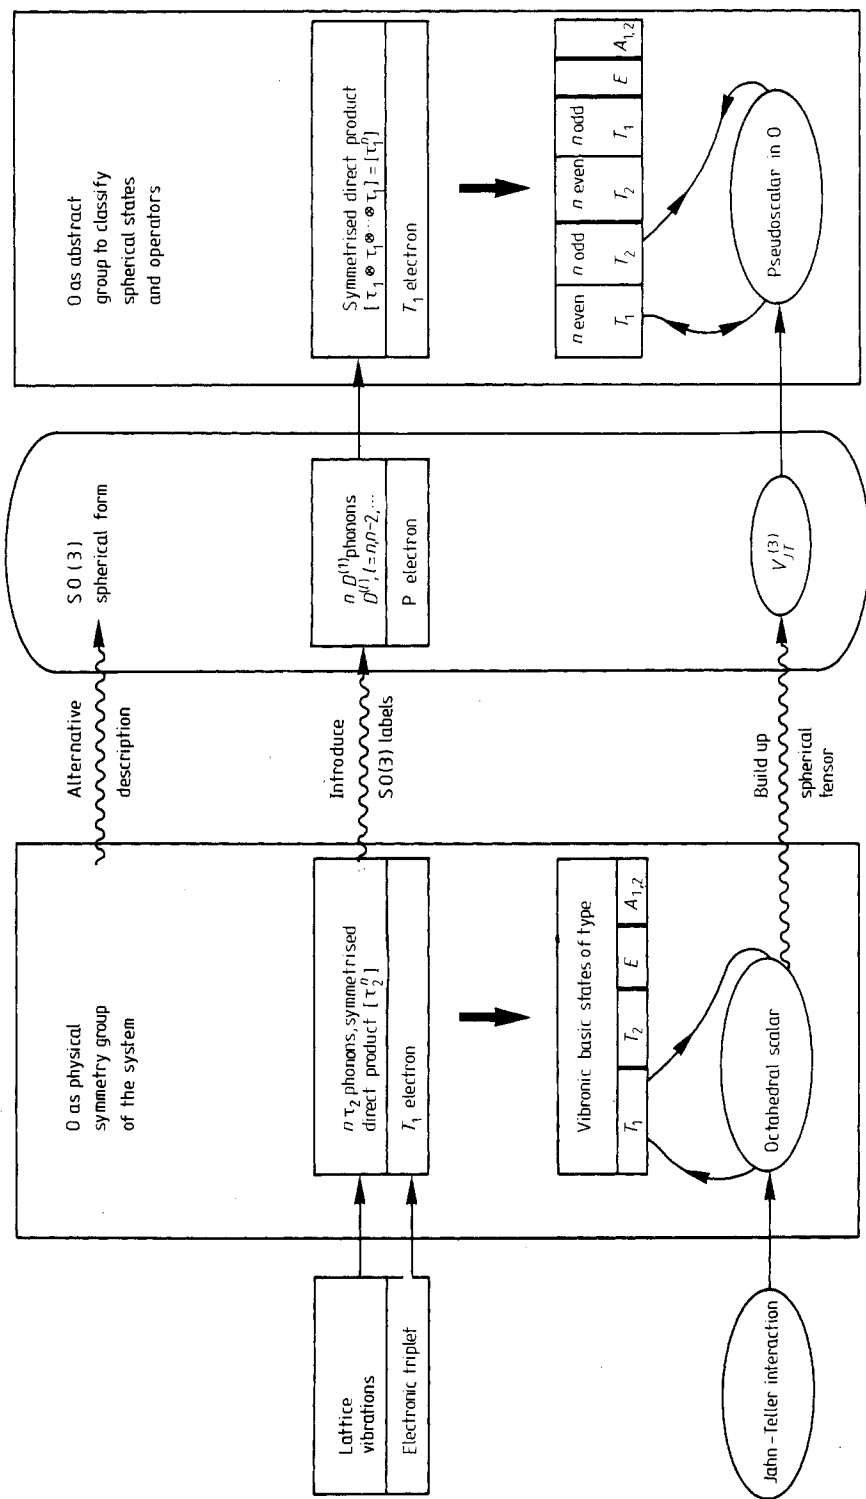 Lattice
vibrations
Electronic triplet
Jahn-Teller interaction
O as physical
symmetry group
of the system
n τ₂ phonons, symmetrised
direct product [τ₂ⁿ]
T₁ electron
Vibronic basic states of type
T₁ T₂ E A₁,₂
Octahedral scalar
Alternative
description
Introduce
SO(3) labels
Build up
spherical
tensor
SO(3)
spherical form
n D⁽¹⁾ phonons
D⁽ˡ⁾, l = n, n-2, ...
P electron
V_JT⁽³⁾
O as abstract
group to classify
spherical states
and operators
Symmetrised direct product
[τ₁ ⊗ τ₁ ⊗ ··· ⊗ τ₁] = [τ₁ⁿ]
T₁ electron
n even n odd n even n odd
T₁ T₂ T₂ T₁ E A₁,₂
Pseudoscalar in O